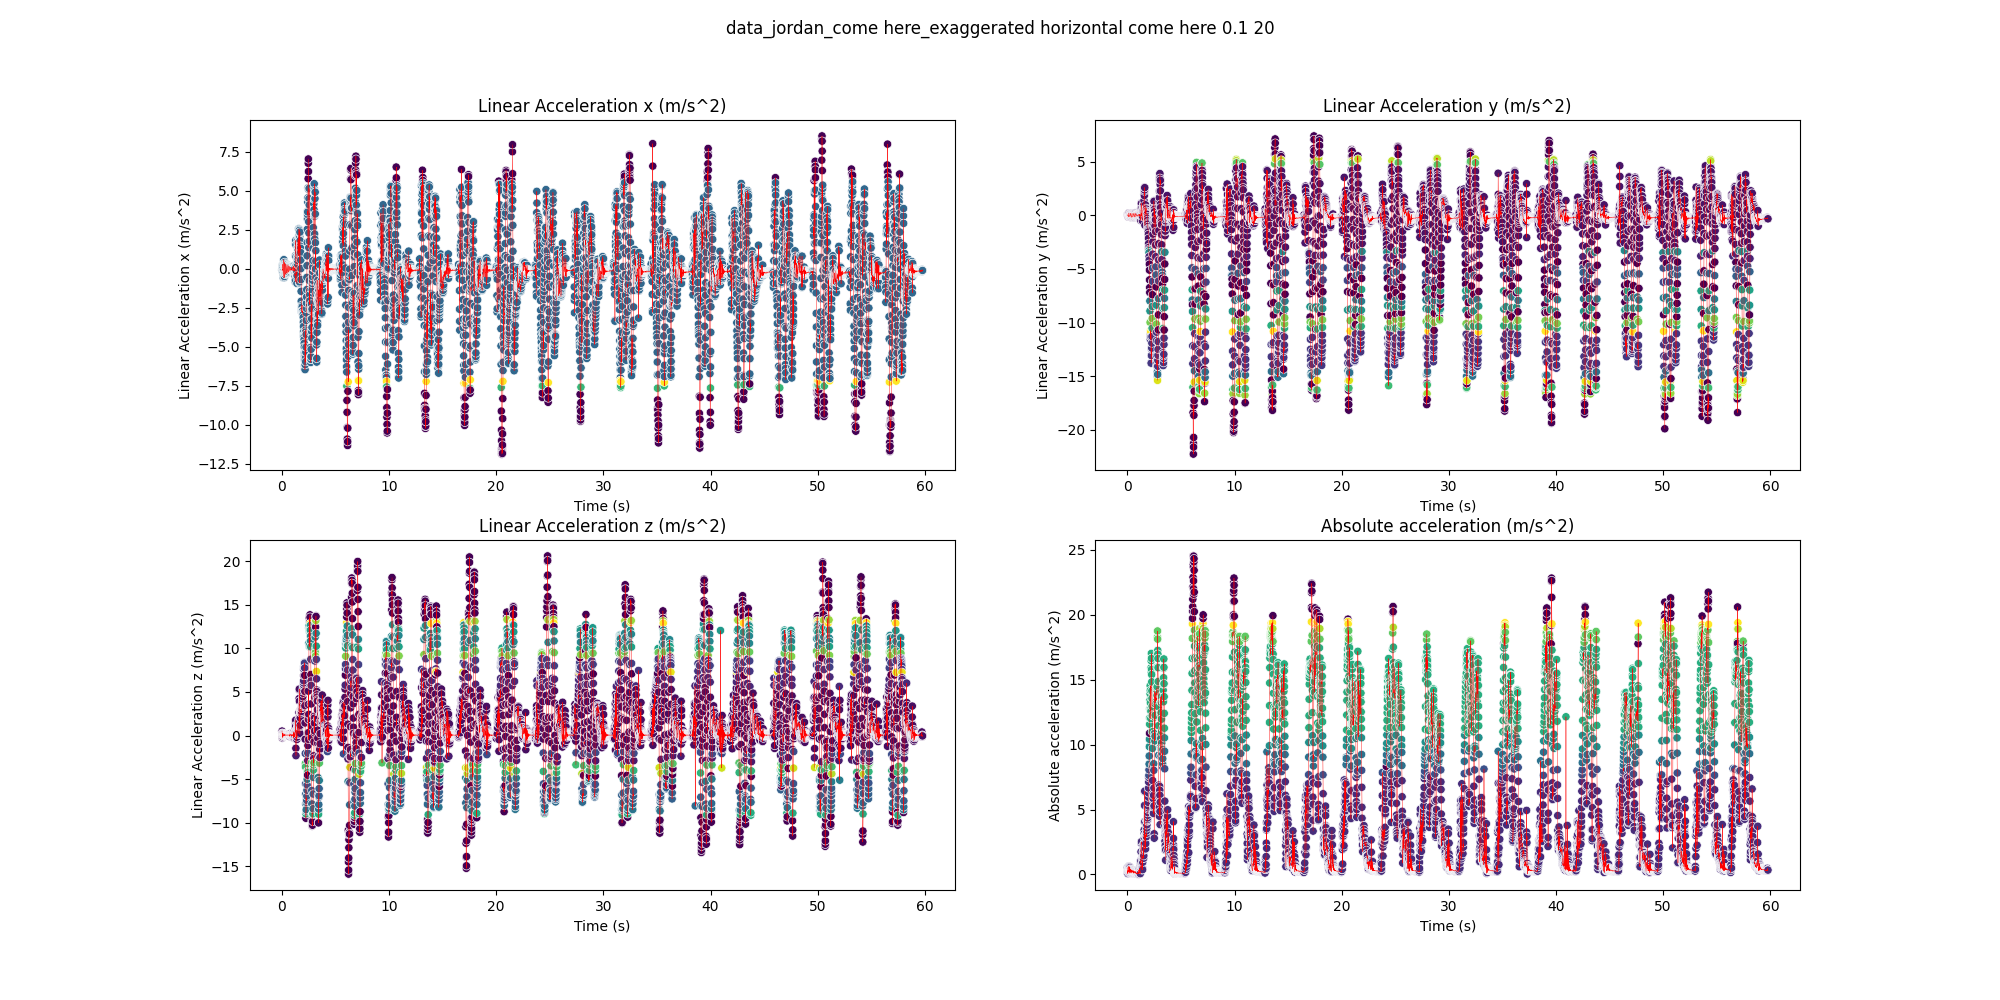 data_jordan_come here_exaggerated horizontal come here 0.1 20
Linear Acceleration x (m/s^2)
Linear Acceleration x (m/s^2)
7.5
5.0
2.5
0.0
−2.5
−5.0
−7.5
−10.0
−12.5
0 10 20 30 40 50 60
Time (s)
Linear Acceleration y (m/s^2)
Linear Acceleration y (m/s^2)
5
0
−5
−10
−15
−20
0 10 20 30 40 50 60
Time (s)
Linear Acceleration z (m/s^2)
Linear Acceleration z (m/s^2)
20
15
10
5
0
−5
−10
−15
0 10 20 30 40 50 60
Time (s)
Absolute acceleration (m/s^2)
Absolute acceleration (m/s^2)
25
20
15
10
5
0
0 10 20 30 40 50 60
Time (s)